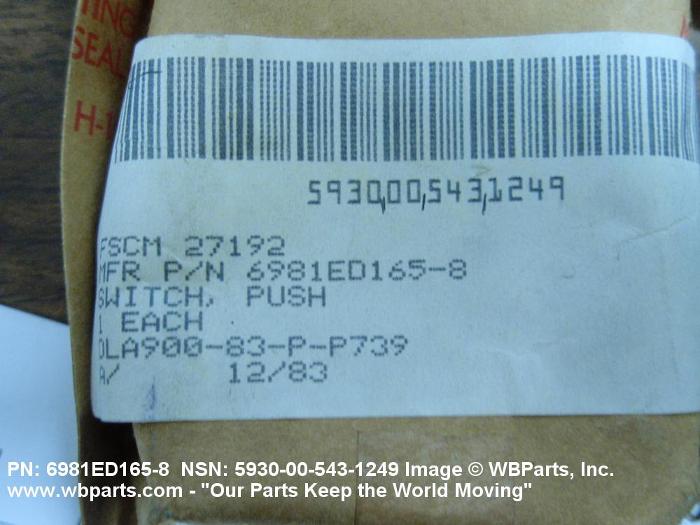 SEAL
H-
5930,00,543,1249
FSCM 27192
MFR P/N 6981ED165-8
SWITCH, PUSH
1 EACH
DLA900-83-P-P739
A/ 12/83
PN: 6981ED165-8 NSN: 5930-00-543-1249 Image © WBParts, Inc.
www.wbparts.com - "Our Parts Keep the World Moving"